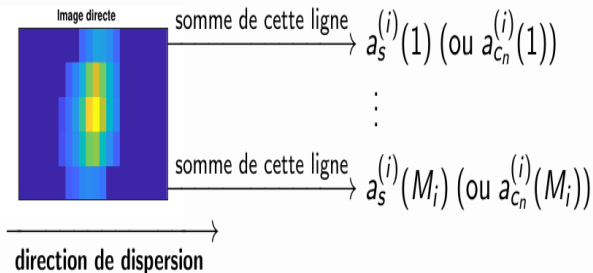 Image directe
somme de cette ligne a_s^{(i)}(1) (ou a_{c_n}^{(i)}(1))
⋮
somme de cette ligne a_s^{(i)}(M_i) (ou a_{c_n}^{(i)}(M_i))
direction de dispersion